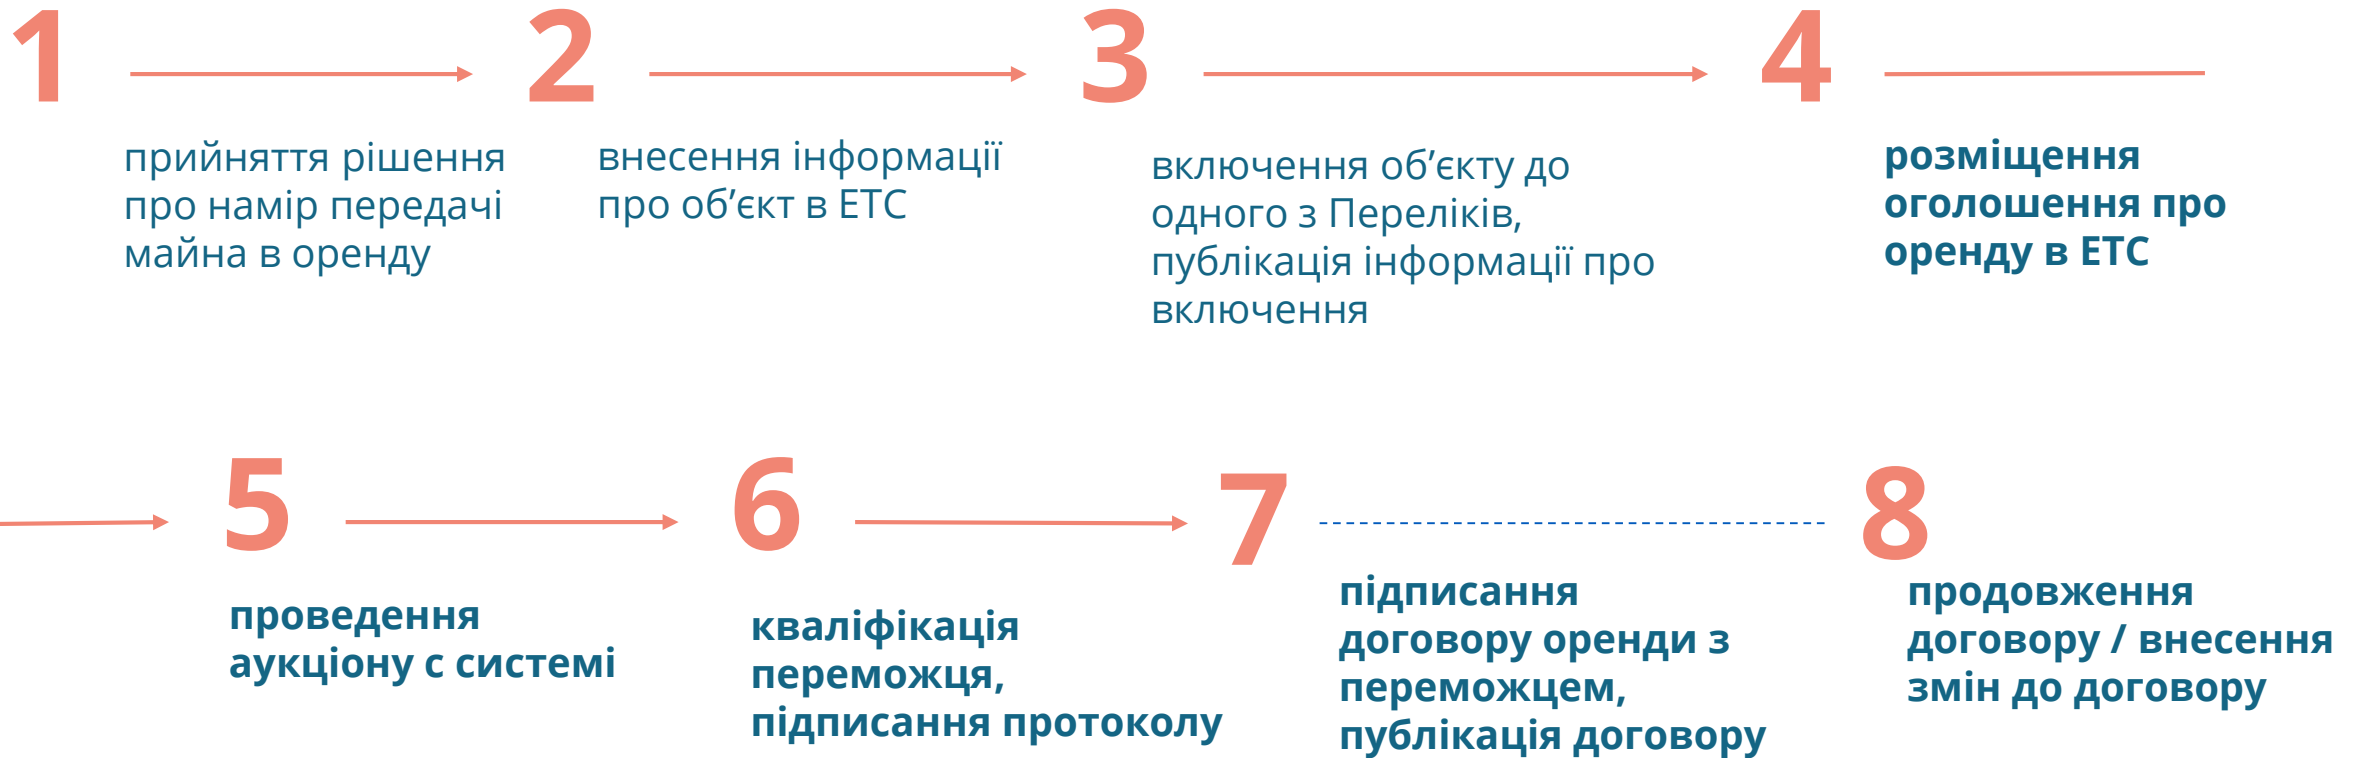 1
прийняття рішення
про намір передачі
майна в оренду
2
внесення інформації
про об’єкт в ЕТС
3
включення об’єкту до
одного з Переліків,
публікація інформації про
включення
4
розміщення
оголошення про
оренду в ЕТС
5
проведення
аукціону с системі
6
кваліфікація
переможця,
підписання протоколу
7
підписання
договору оренди з
переможцем,
публікація договору
8
продовження
договору / внесення
змін до договору